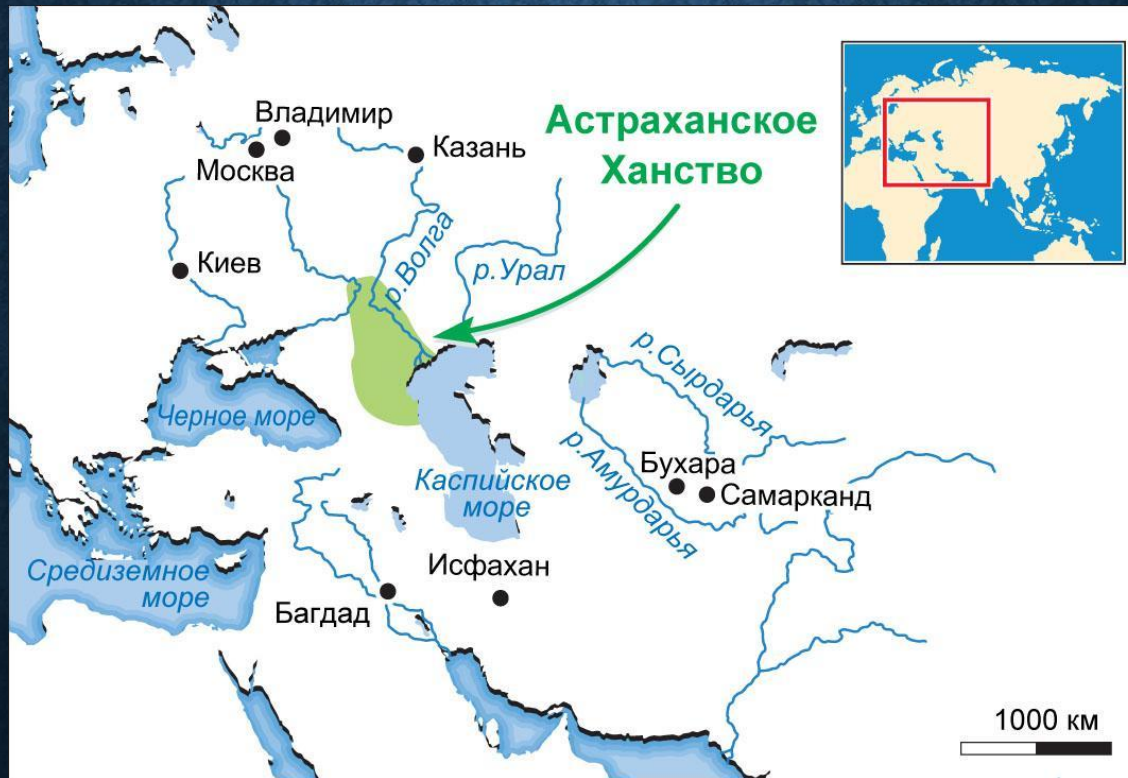 Владимир
Москва
Казань
Астраханское
Ханство
Киев
р.Волга
р.Урал
р.Сырдарья
Черное море
Каспийское
море
р.Амурдарья
Бухара
Самарканд
Средиземное
море
Исфахан
Багдад
1000 км